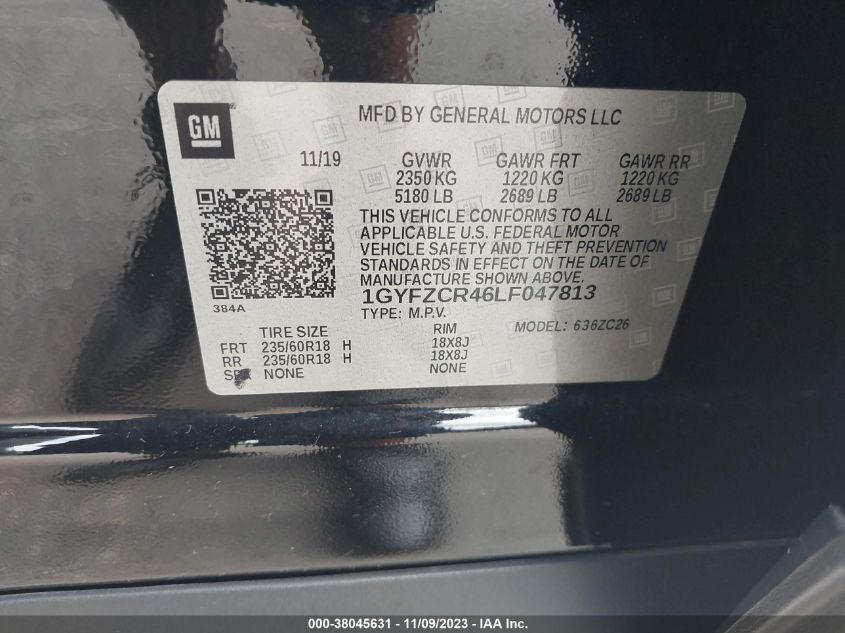 GM
MFD BY GENERAL MOTORS LLC
11/19 GVWR GAWR FRT GAWR RR
2350 KG 1220 KG 1220 KG
5180 LB 2689 LB 2689 LB
THIS VEHICLE CONFORMS TO ALL
APPLICABLE U.S. FEDERAL MOTOR
VEHICLE SAFETY AND THEFT PREVENTION
STANDARDS IN EFFECT ON THE DATE OF
MANUFACTURE SHOWN ABOVE.
384A
1GYFZCR46LF047813
TYPE: M.P.V. MODEL: 636ZC26
TIRE SIZE RIM
FRT 235/60R18 H 18X8J
RR 235/60R18 H 18X8J
NONE NONE
000-38045631 - 11/09/2023 - IAA Inc.